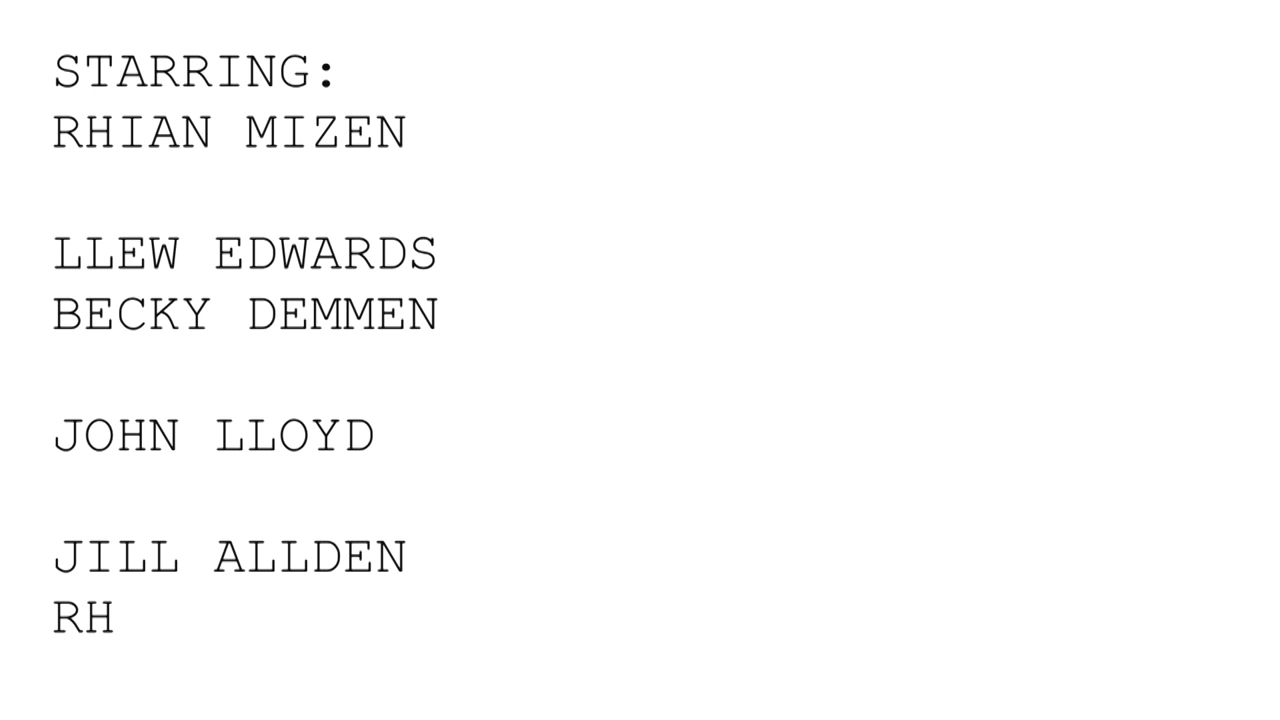 STARRING:
RHIAN MIZEN
LLEW EDWARDS
BECKY DEMMEN
JOHN LLOYD
JILL ALLDEN
RH